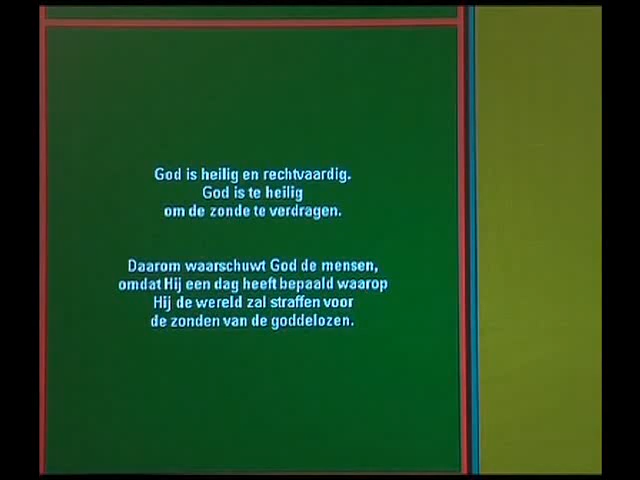 God is heilig en rechtvaardig.
God is te heilig
om de zonde te verdragen.
Daarom waarschuwt God de mensen,
omdat Hij een dag heeft bepaald waarop
Hij de wereld zal straffen voor
de zonden van de goddelozen.